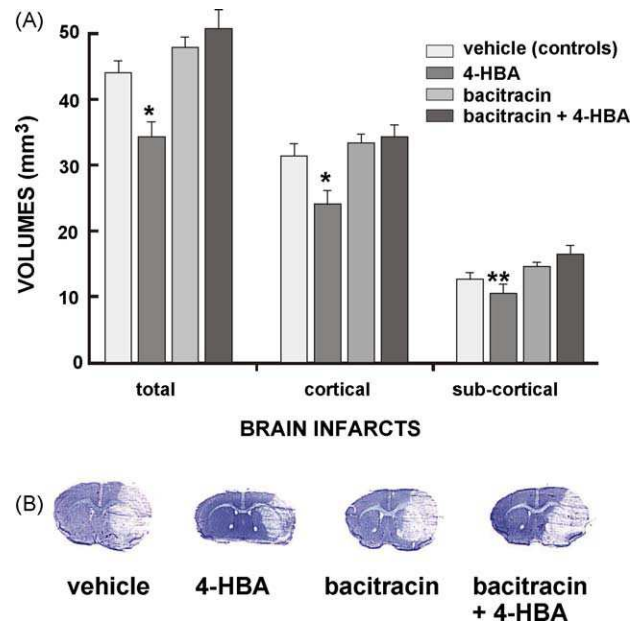 (A)
VOLUMES (mm³)
50
40
30
20
10
0
vehicle (controls)
4-HBA
bacitracin
bacitracin + 4-HBA
*
*
**
total cortical sub-cortical
BRAIN INFARCTS
(B)
vehicle 4-HBA bacitracin bacitracin
+ 4-HBA